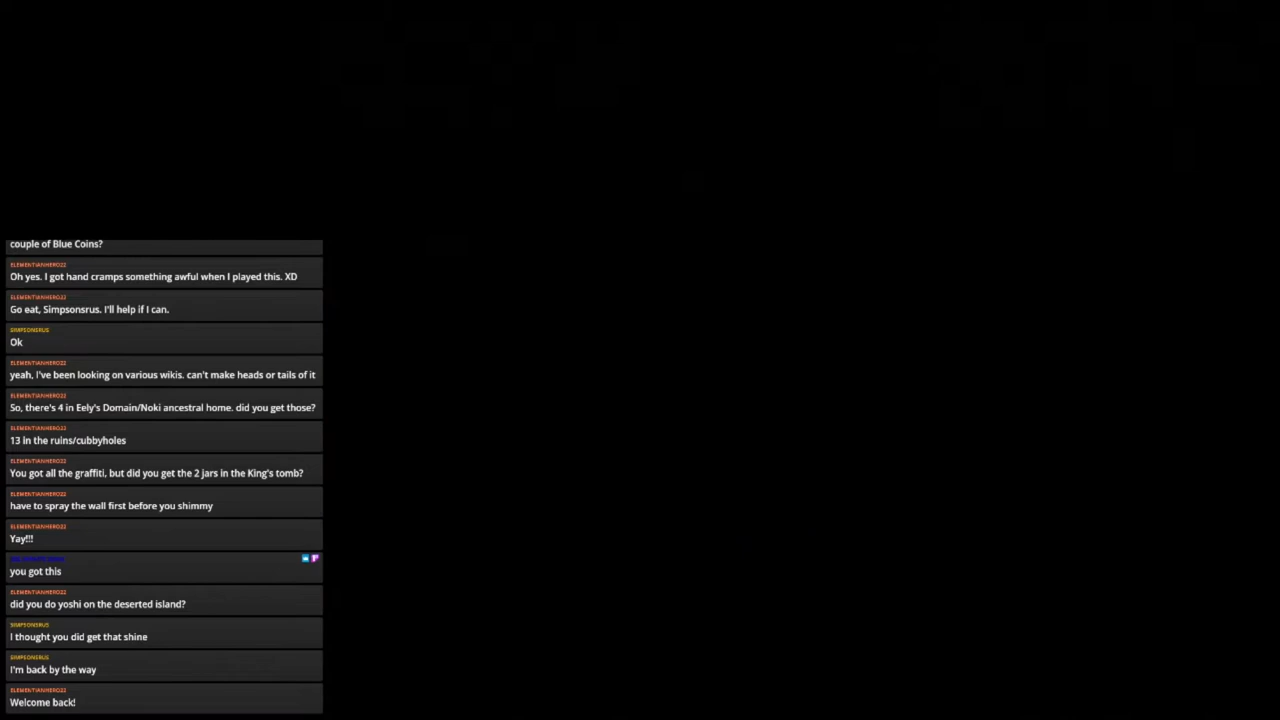 couple of Blue Coins?
ELEMENTIANHERO22
Oh yes. I got hand cramps something awful when I played this. XD
ELEMENTIANHERO22
Go eat, Simpsonsrus. I'll help if I can.
SIMPSONSRUS
Ok
ELEMENTIANHERO22
yeah, I've been looking on various wikis. can't make heads or tails of it
ELEMENTIANHERO22
So, there's 4 in Eely's Domain/Noki ancestral home. did you get those?
ELEMENTIANHERO22
13 in the ruins/cubbyholes
ELEMENTIANHERO22
You got all the graffiti, but did you get the 2 jars in the King's tomb?
ELEMENTIANHERO22
have to spray the wall first before you shimmy
ELEMENTIANHERO22
Yay!!!
you got this
ELEMENTIANHERO22
did you do yoshi on the deserted island?
SIMPSONSRUS
I thought you did get that shine
SIMPSONSRUS
I'm back by the way
ELEMENTIANHERO22
Welcome back!